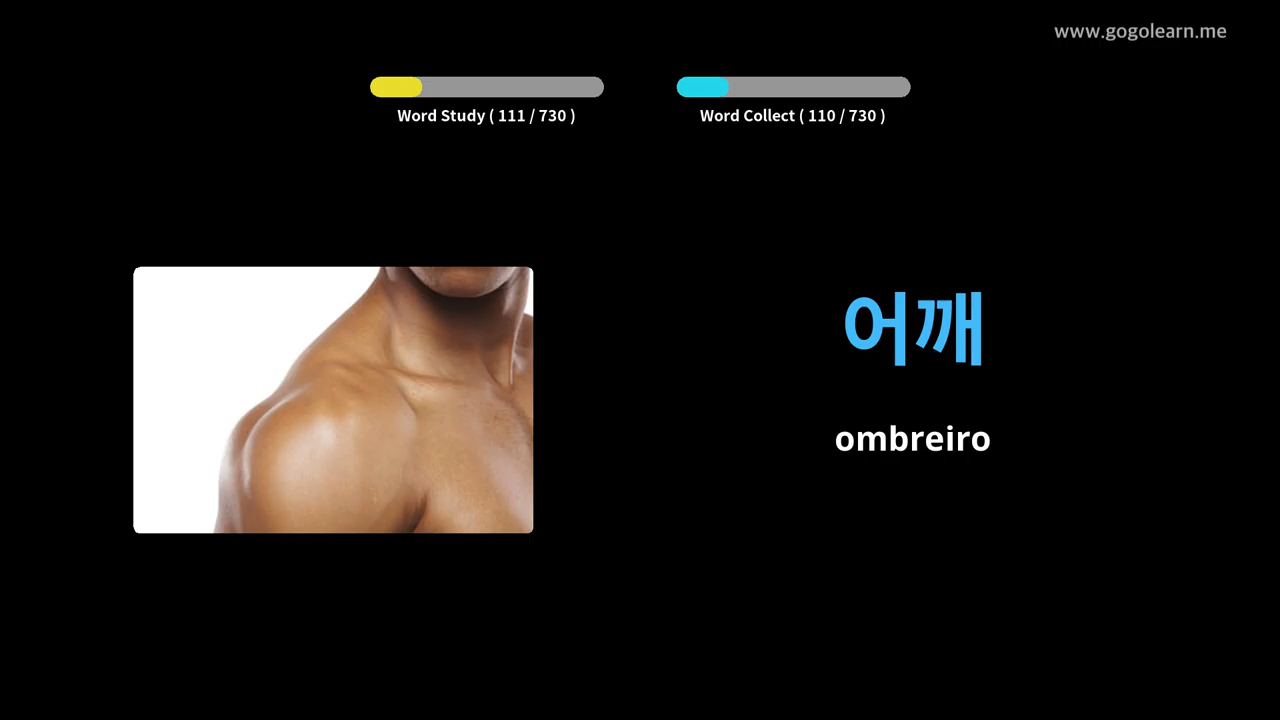 www.gogolearn.me
Word Study ( 111 / 730 )
Word Collect ( 110 / 730 )
어깨
ombreiro